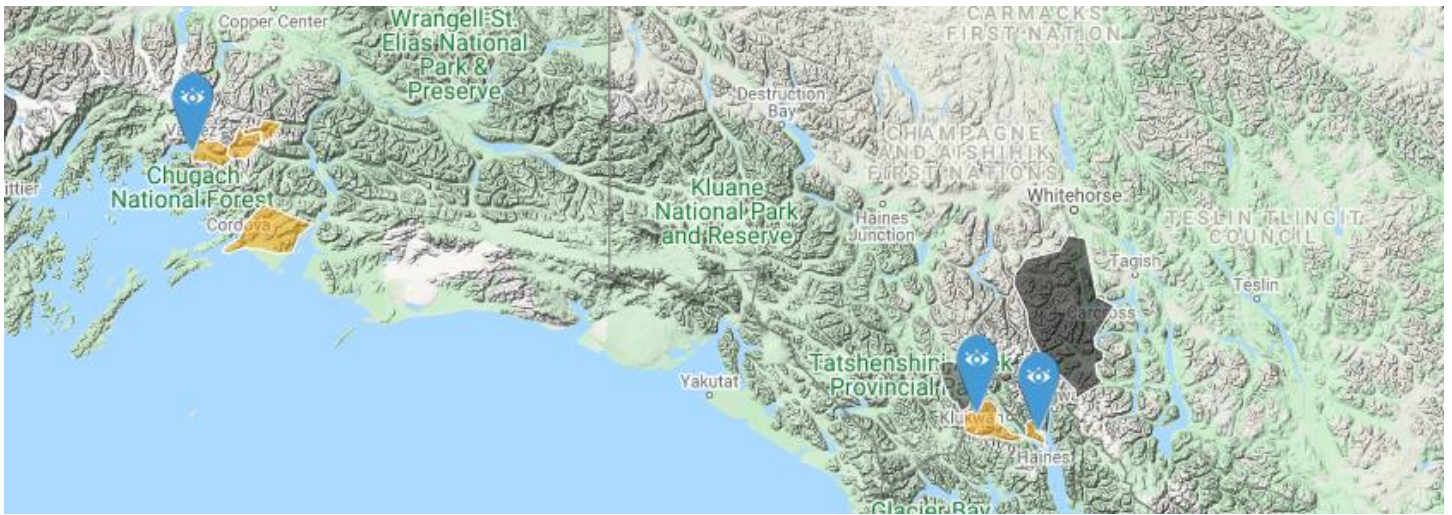 Copper Center
Wrangell-St.
Elias National
Park &
Preserve
CARMACKS
FIRST NATION
Destruction
Bay
CHAMPAGNE
AND AISHIHIK
FIRST NATIONS
Chugach
National Forest
Kluane
National Park
and Reserve
Haines
Junction
Whitehorse
TESLIN TLINGIT
COUNCIL
Cordova
Tagish
Teslin
Carcross
Yakutat
Provincial
Klukwan
Haines
Glacier Bay